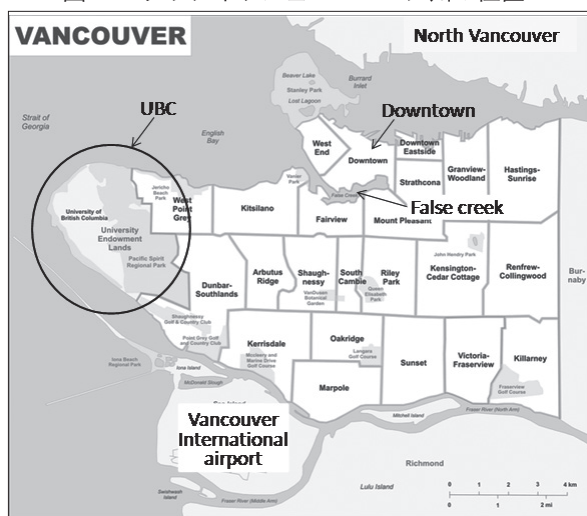 VANCOUVER
North Vancouver
Beaver Lake
Stanley Park
Lost Lagoon
Burrard
Inlet
UBC
Downtown
Strait of
Georgia
English
Bay
West
End
Downtown
Downtown
Eastside
Strathcona
Granview-
Woodland
Hastings-
Sunrise
Jericho
Beach
Park
West
Point
Grey
Kitsilano
Vanier
Park
False Creek
False creek
Fairview
Mount Pleasant
University of
British Columbia
University
Endowment
Lands
Pacific Spirit
Regional Park
Dunbar-
Southlands
Arbutus
Ridge
Shaugh-
nessy
VanDusen
Botanical
Garden
South
Cambie
Queen
Elizabeth
Park
Riley
Park
John Hendry Park
Kensington-
Cedar Cottage
Renfrew-
Collingwood
Bur-
naby
Shaughnessy
Golf & Country Club
Point Grey Golf
and Country Club
Kerrisdale
McCleery and
Marine Drive
Golf Course
Oakridge
Langara
Golf Course
Marpole
Sunset
Victoria-
Fraserview
Killarney
Fraserview
Golf Course
Iona Beach
Regional Park
Iona Island
McDonald Slough
Sea Island
Vancouver
International
airport
Mitchell Island
Fraser River (North Arm)
Richmond
Lulu Island
Swishwash
Island
Fraser River (Middle Arm)
0 1 2 3 4 km
0 1 2 mi